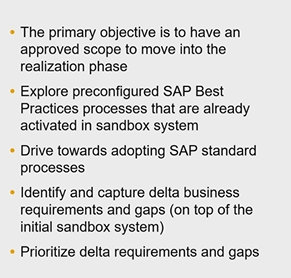 • The primary objective is to have an
approved scope to move into the
realization phase
• Explore preconfigured SAP Best
Practices processes that are already
activated in sandbox system
• Drive towards adopting SAP standard
processes
• Identify and capture delta business
requirements and gaps (on top of the
initial sandbox system)
• Prioritize delta requirements and gaps